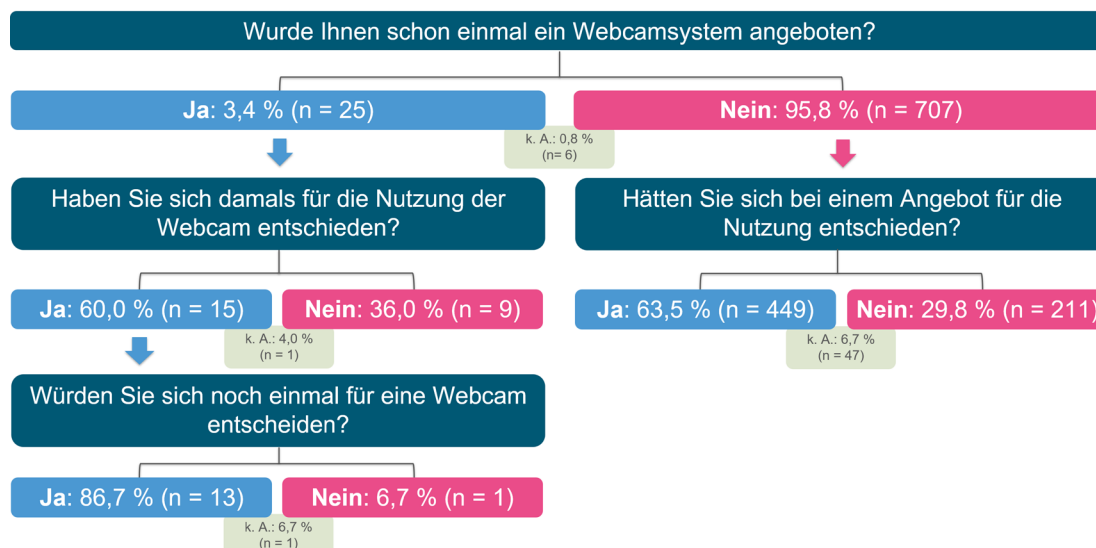 Wurde Ihnen schon einmal ein Webcamsystem angeboten?
Ja: 3,4 % (n = 25)
Nein: 95,8 % (n = 707)
k. A.: 0,8 %
(n= 6)
Haben Sie sich damals für die Nutzung der
Webcam entschieden?
Hätten Sie sich bei einem Angebot für die
Nutzung entschieden?
Ja: 60,0 % (n = 15)
Nein: 36,0 % (n = 9)
k. A.: 4,0 %
(n = 1)
Ja: 63,5 % (n = 449)
Nein: 29,8 % (n = 211)
k. A.: 6,7 %
(n = 47)
Würden Sie sich noch einmal für eine Webcam
entscheiden?
Ja: 86,7 % (n = 13)
Nein: 6,7 % (n = 1)
k. A.: 6,7 %
(n = 1)